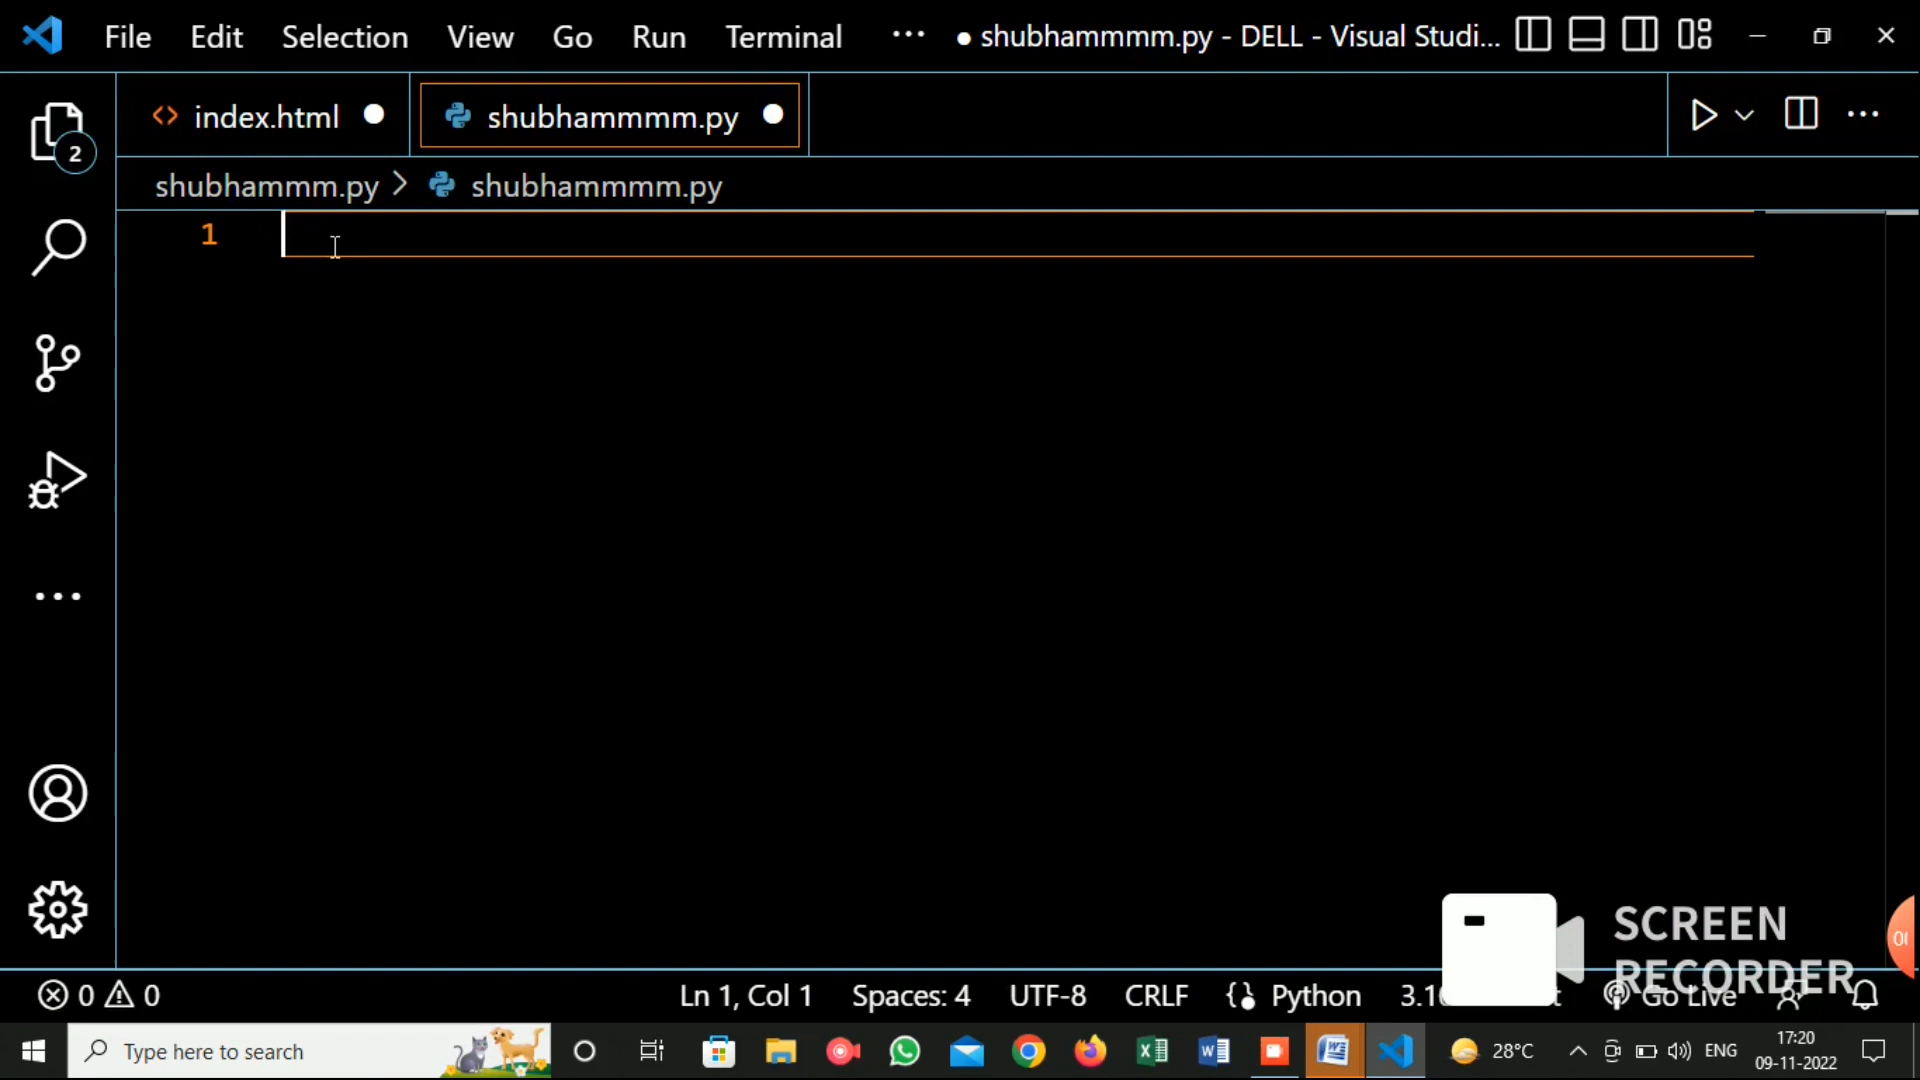 File Edit Selection View Go Run Terminal ··· ● shubhammmm.py - DELL - Visual Studi...
index.html shubhammmm.py
2
shubhammm.py > shubhammmm.py
1
SCREEN
RECORDER
0 0 Ln 1, Col 1 Spaces: 4 UTF-8 CRLF Python Go Live
Type here to search 28°C ENG 17:20
09-11-2022